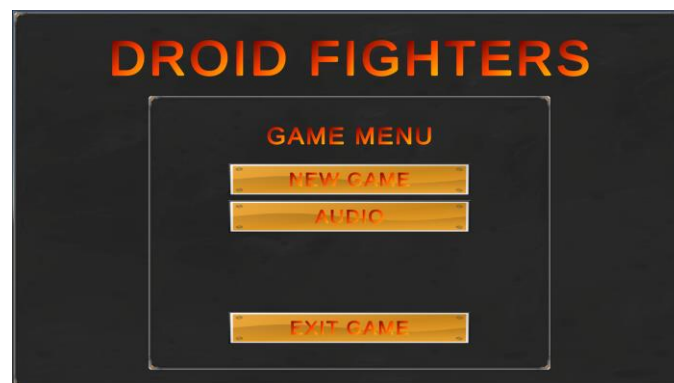 DROID FIGHTERS
GAME MENU
NEW GAME
AUDIO
EXIT GAME